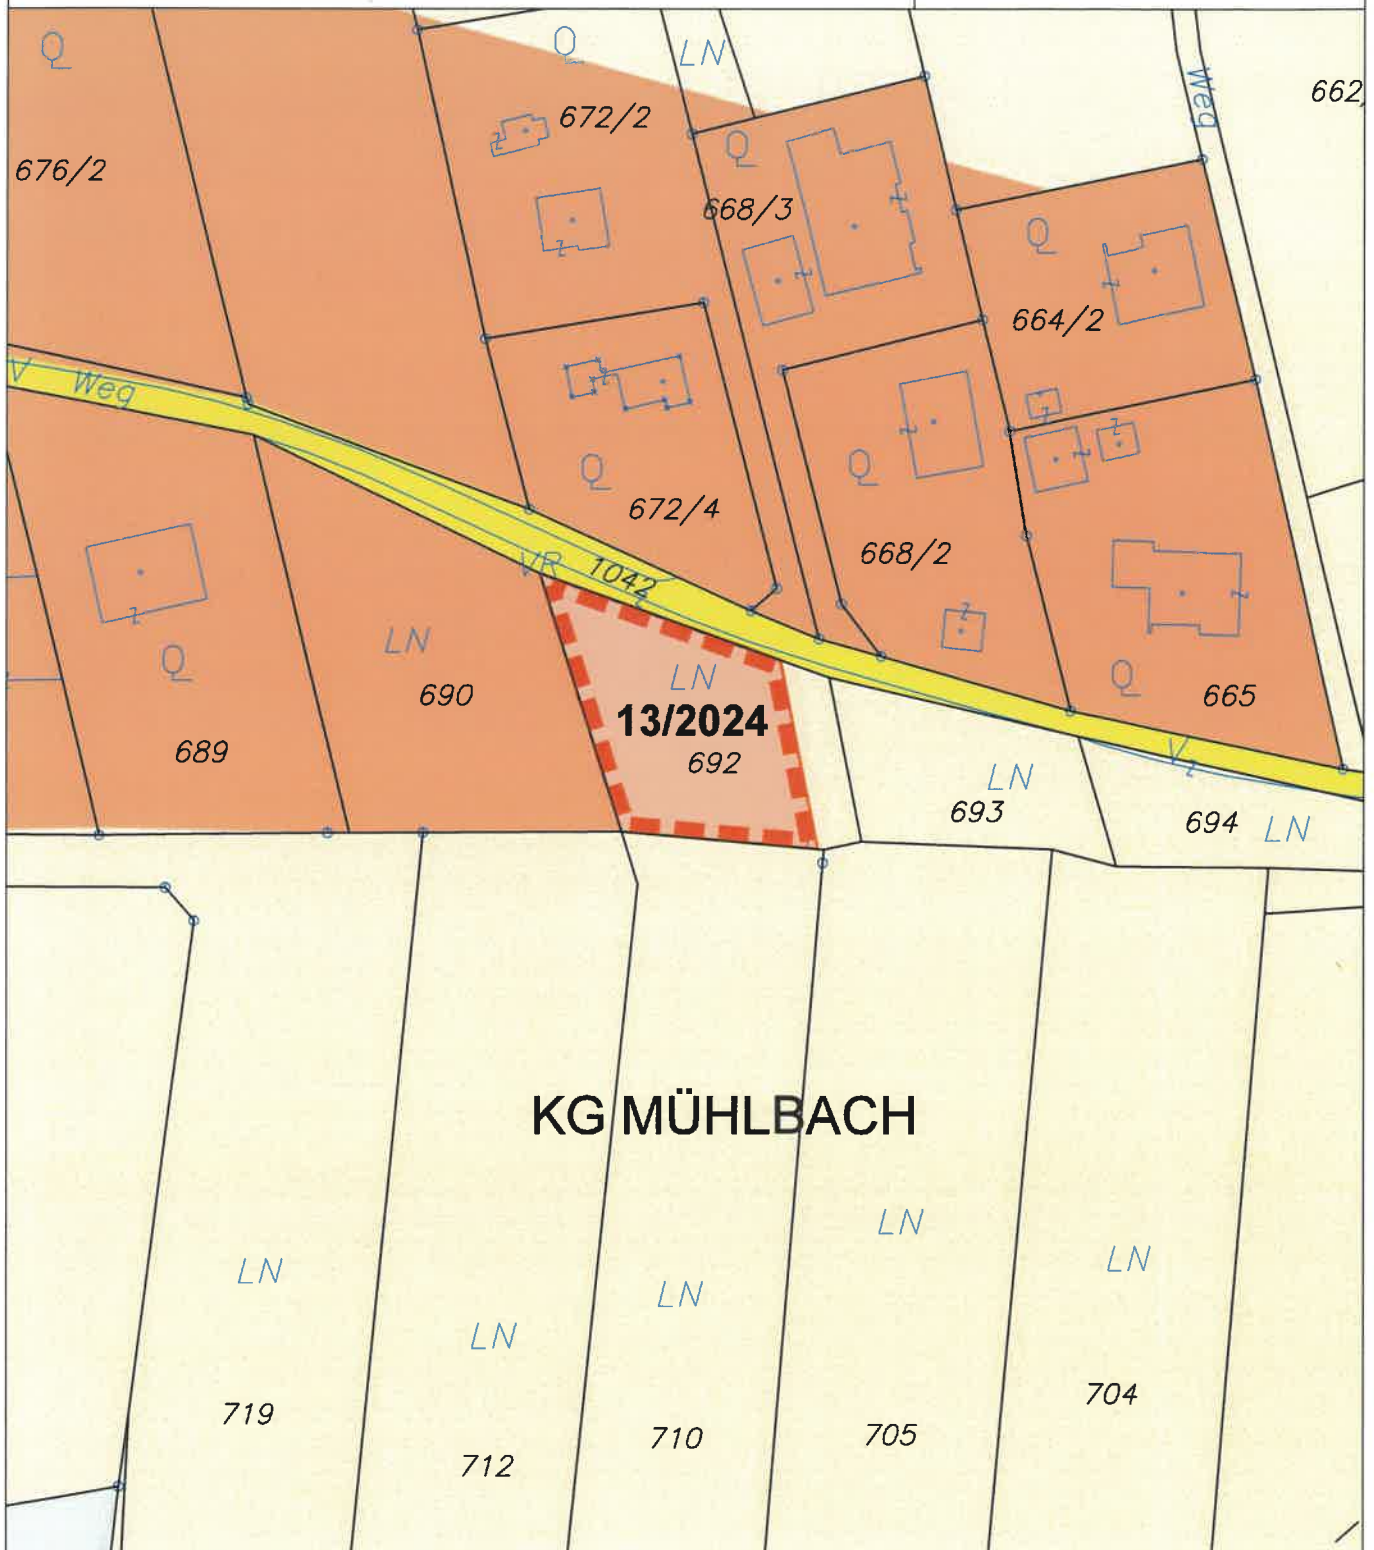 Q
Q
LN
Weg
662
672/2
Q
676/2
668/3
Q
664/2
V
Weg
Q
672/4
Q
668/2
VR
1042
LN
Q
LN
690
13/2024
Q
665
689
692
V
LN
693
694
LN
KG MÜHLBACH
LN
LN
LN
LN
LN
704
719
705
710
712